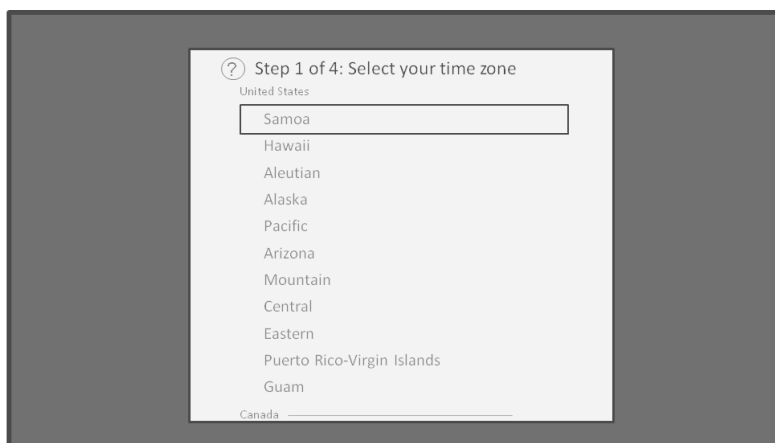 ? Step 1 of 4: Select your time zone
United States
Samoa
Hawaii
Aleutian
Alaska
Pacific
Arizona
Mountain
Central
Eastern
Puerto Rico-Virgin Islands
Guam
Canada